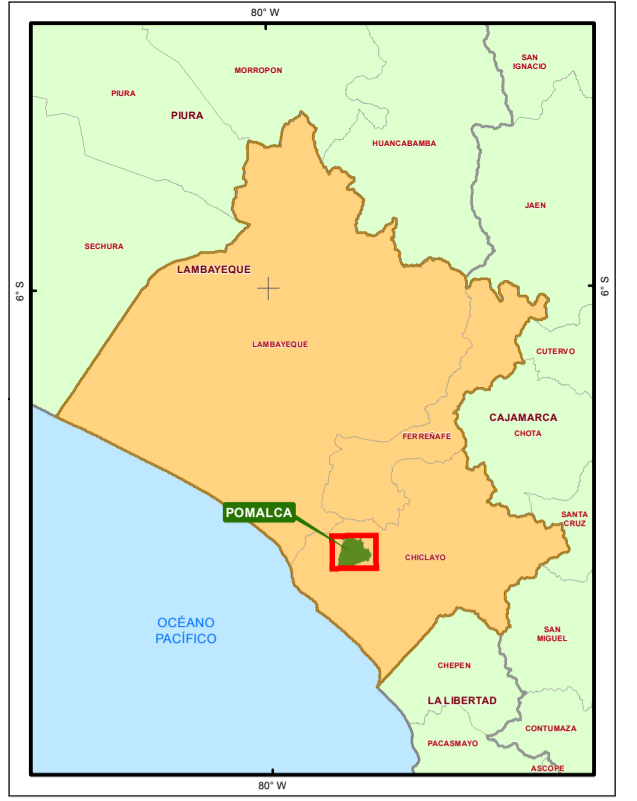 80° W
SAN
IGNACIO
MORROPON
PIURA
PIURA
HUANCABAMBA
JAEN
SECHURA
LAMBAYEQUE
6° S
6° S
LAMBAYEQUE
CUTERVO
CAJAMARCA
CHOTA
FERREÑAFE
POMALCA
SANTA
CRUZ
CHICLAYO
OCÉANO
PACÍFICO
SAN
MIGUEL
CHEPEN
LA LIBERTAD
CONTUMAZA
PACASMAYO
ASCOPE
80° W